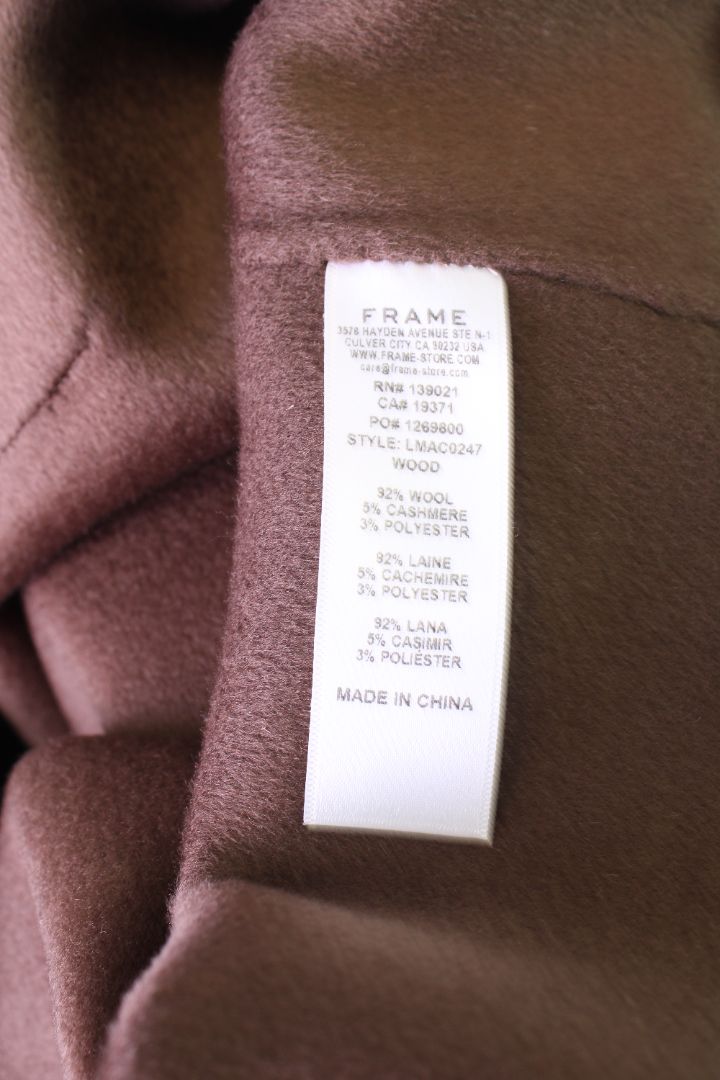 FRAME
3578 HAYDEN AVENUE STE N-1
CULVER CITY CA 90232 USA
WWW.FRAME-STORE.COM
care@frame-store.com
RN# 139021
CA# 19371
PO# 1269800
STYLE: LMAC0247
WOOD
92% WOOL
5% CASHMERE
3% POLYESTER
92% LAINE
5% CACHEMIRE
3% POLYESTER
92% LANA
5% CASIMIR
3% POLIÉSTER
MADE IN CHINA